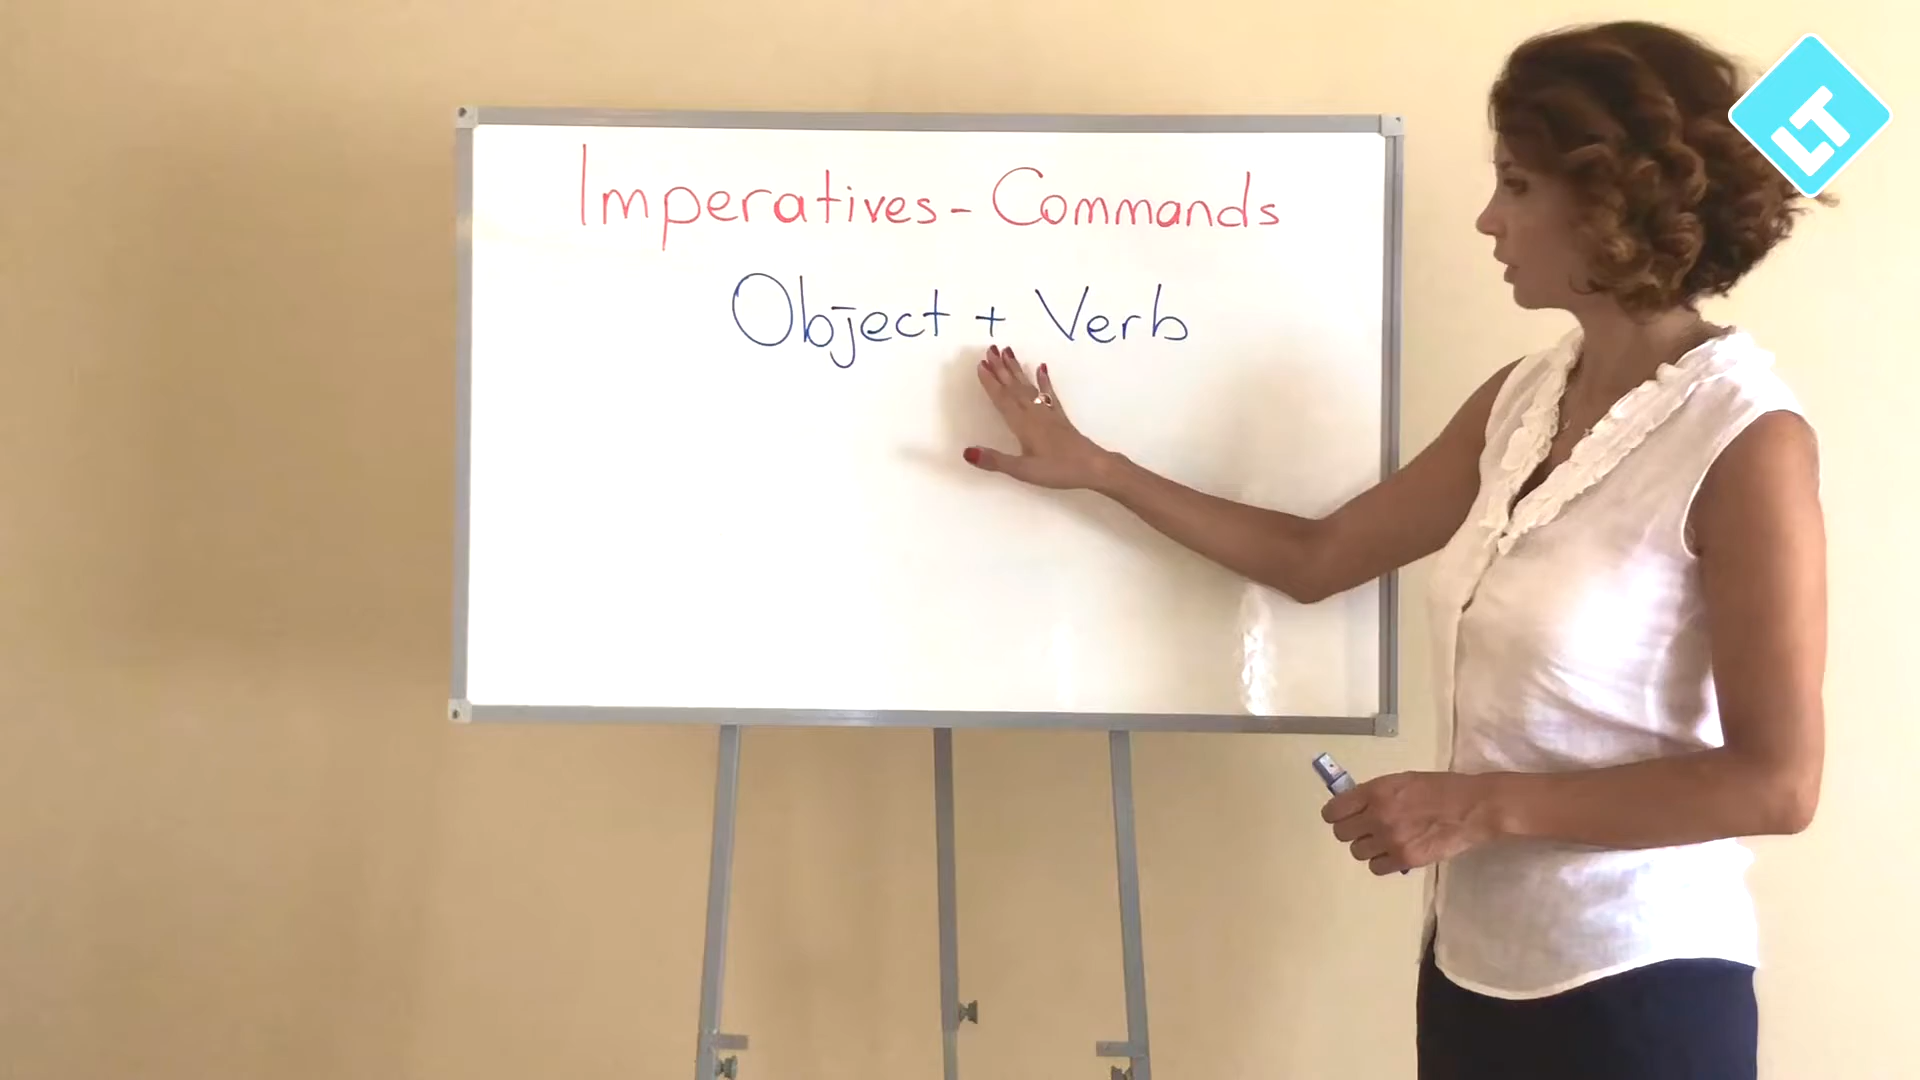 Imperatives - Commands
Object + Verb
LT